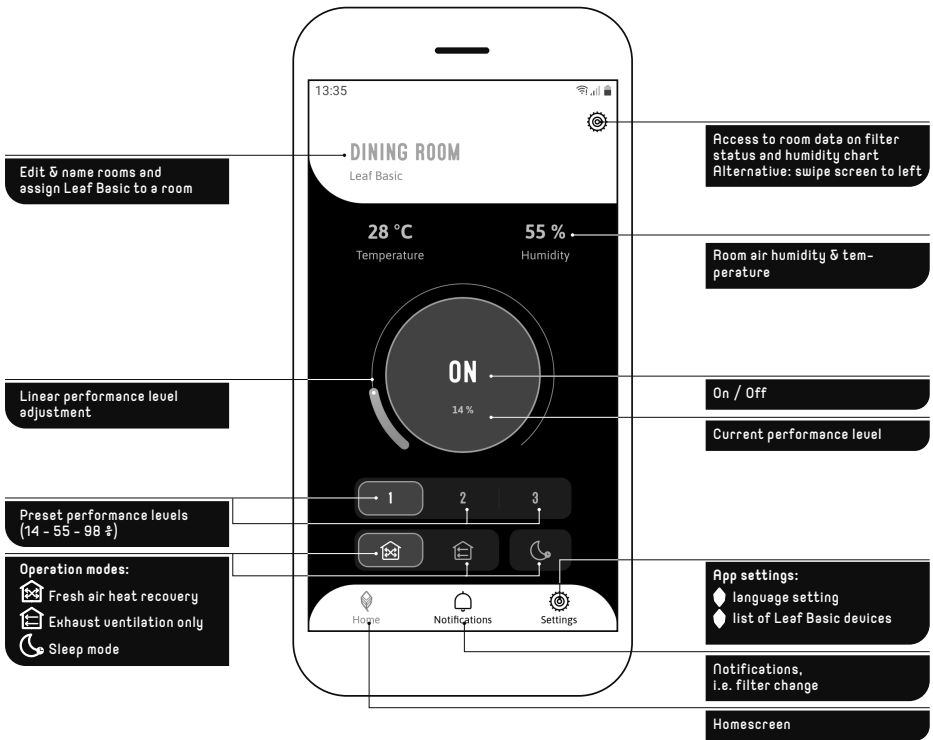 13:35
DINING ROOM
Leaf Basic
Edit & name rooms and
assign Leaf Basic to a room
Access to room data on filter
status and humidity chart
Alternative: swipe screen to left
28 °C
Temperature
55 %
Humidity
Room air humidity & tem-
perature
ON
14 %
Linear performance level
adjustment
On / Off
Current performance level
1
2
3
Preset performance levels
(14 - 55 - 98 %)
Operation modes:
Fresh air heat recovery
Exhaust ventilation only
Sleep mode
Home
Notifications
Settings
App settings:
language setting
list of Leaf Basic devices
Notifications,
i.e. filter change
Homescreen